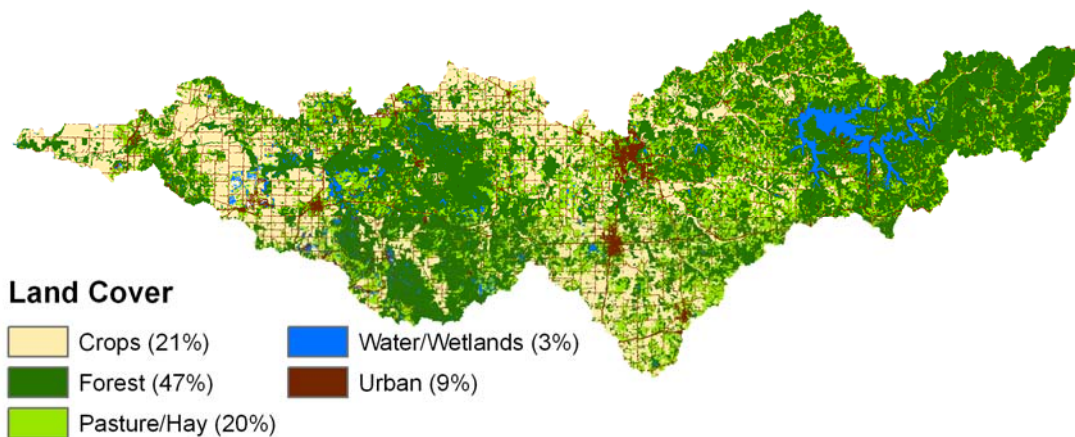 Land Cover
Crops (21%)
Forest (47%)
Pasture/Hay (20%)
Water/Wetlands (3%)
Urban (9%)